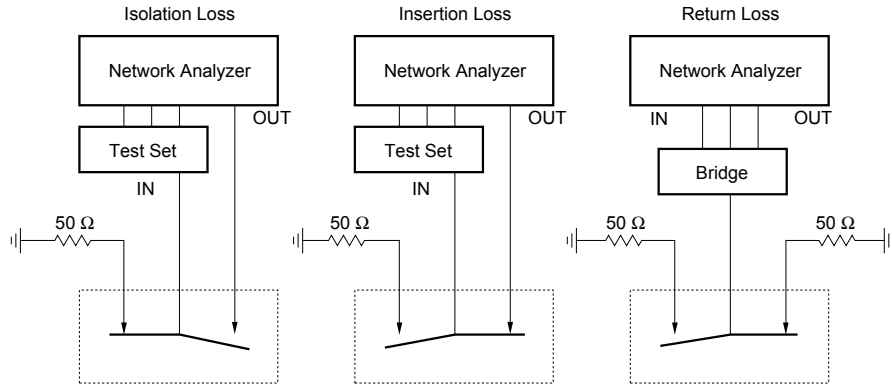 Isolation Loss
Network Analyzer
OUT
Test Set
IN
50 Ω
Insertion Loss
Network Analyzer
OUT
Test Set
IN
50 Ω
Return Loss
Network Analyzer
IN
OUT
Bridge
50 Ω
50 Ω